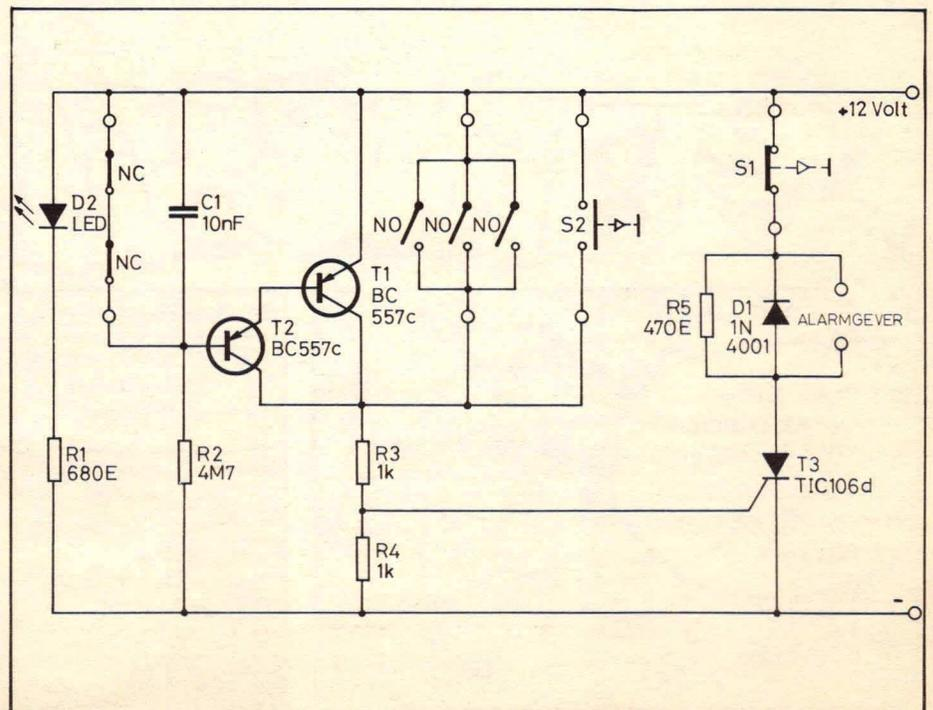 +12 Volt
NC
D2
LED
C1
10nF
NO
NO
NO
S2
S1
NC
T1
BC
557c
T2
BC557c
R5
470E
D1
1N
4001
ALARMGEVER
R1
680E
R2
4M7
R3
1k
T3
TIC106d
R4
1k
-